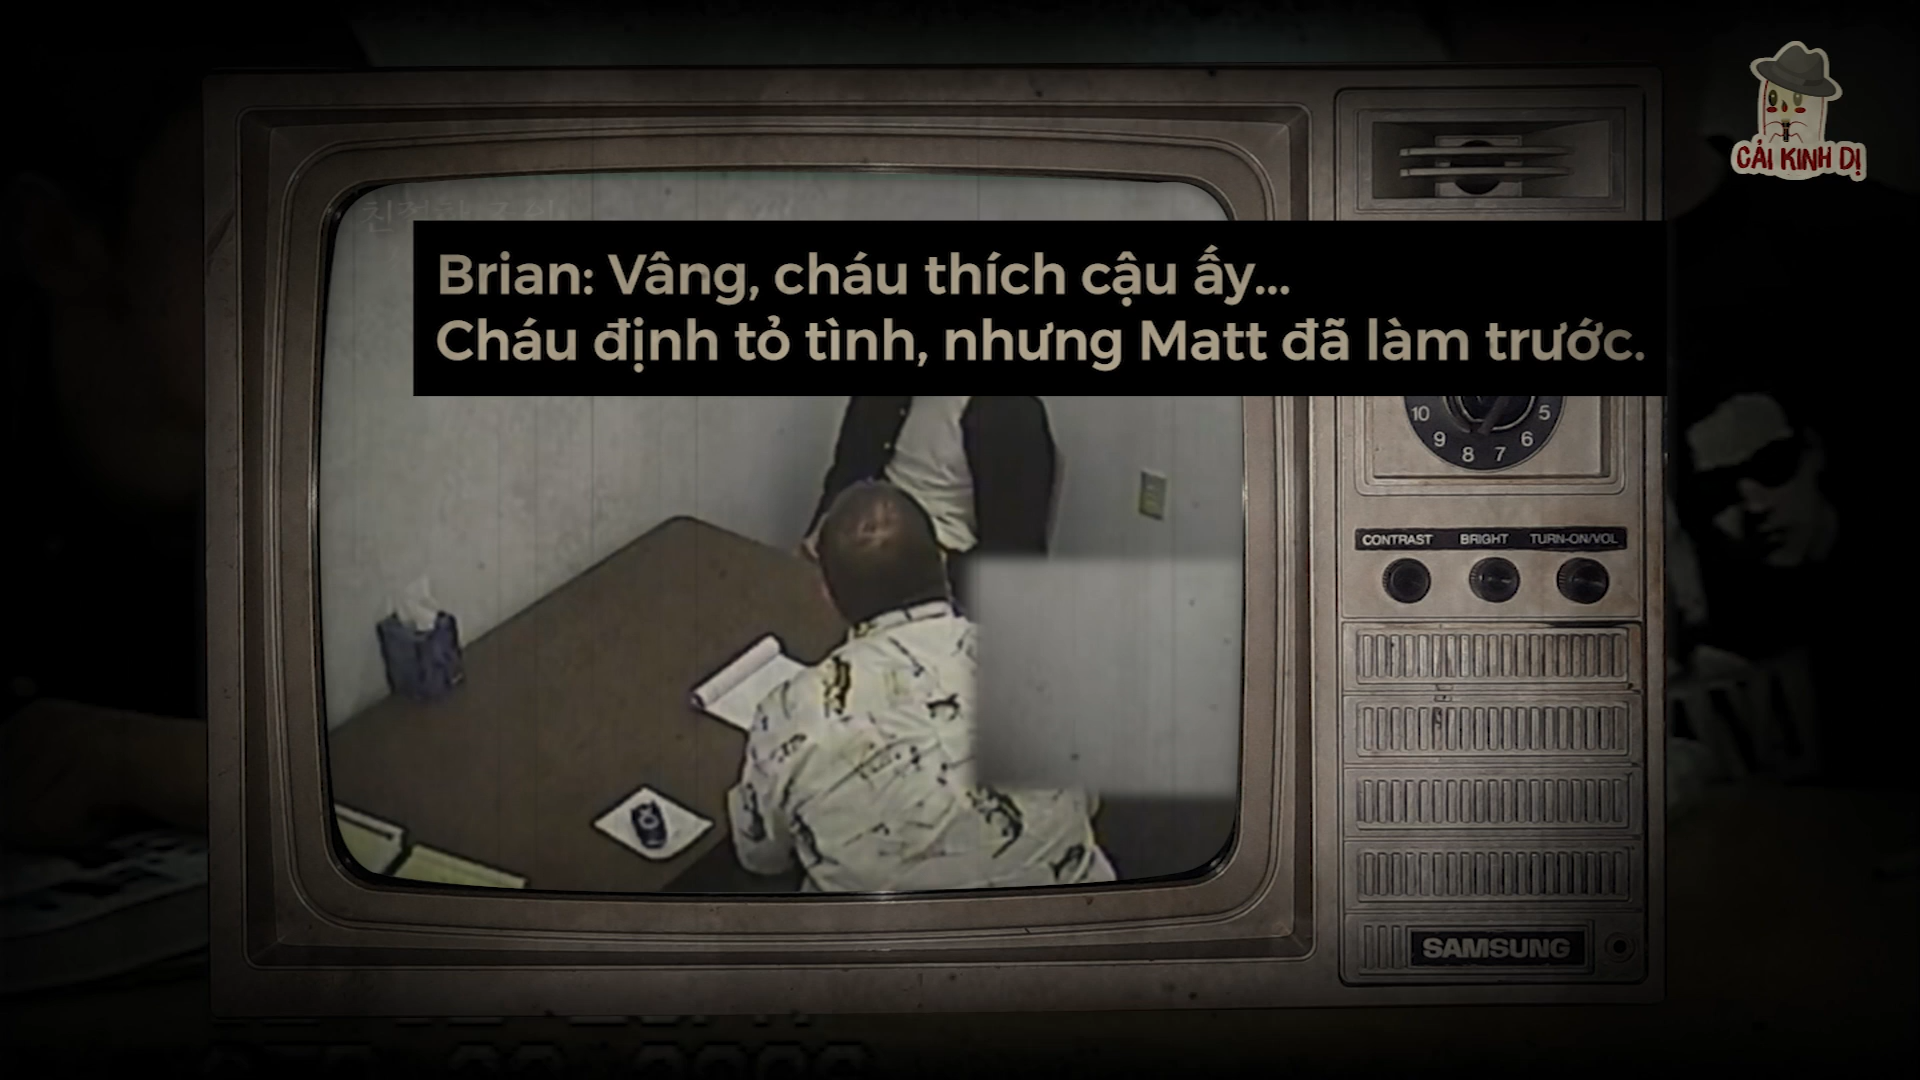 CẢI KINH DỊ
Brian: Vâng, cháu thích cậu ấy...
Cháu định tỏ tình, nhưng Matt đã làm trước.
10 5
9 6
8 7
CONTRAST BRIGHT TURN-ON/VOL
SAMSUNG